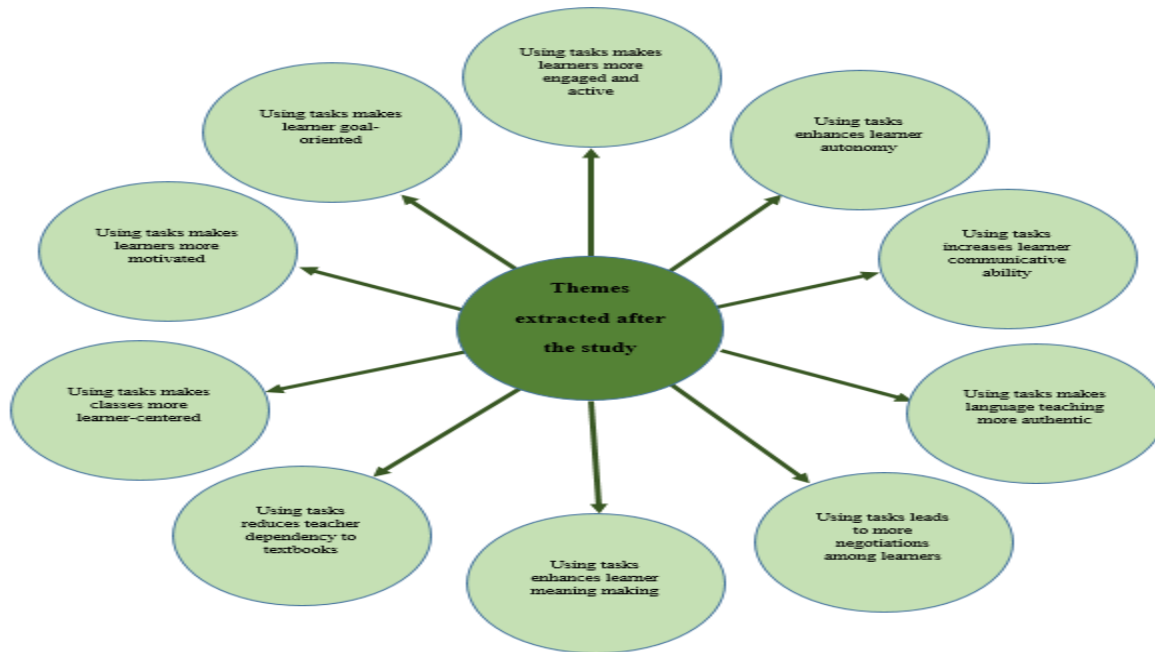 Using tasks makes
learners more
engaged and
active
Using tasks
enhances learner
autonomy
Using tasks
increases learner
communicative
ability
Using tasks makes
language teaching
more authentic
Using tasks leads
to more
negotiations
among learners
Using tasks
enhances learner
meaning making
Using tasks
reduces teacher
dependency to
textbooks
Using tasks makes
classes more
learner-centered
Using tasks makes
learners more
motivated
Using tasks makes
learner goal-
oriented
Themes
extracted after
the study